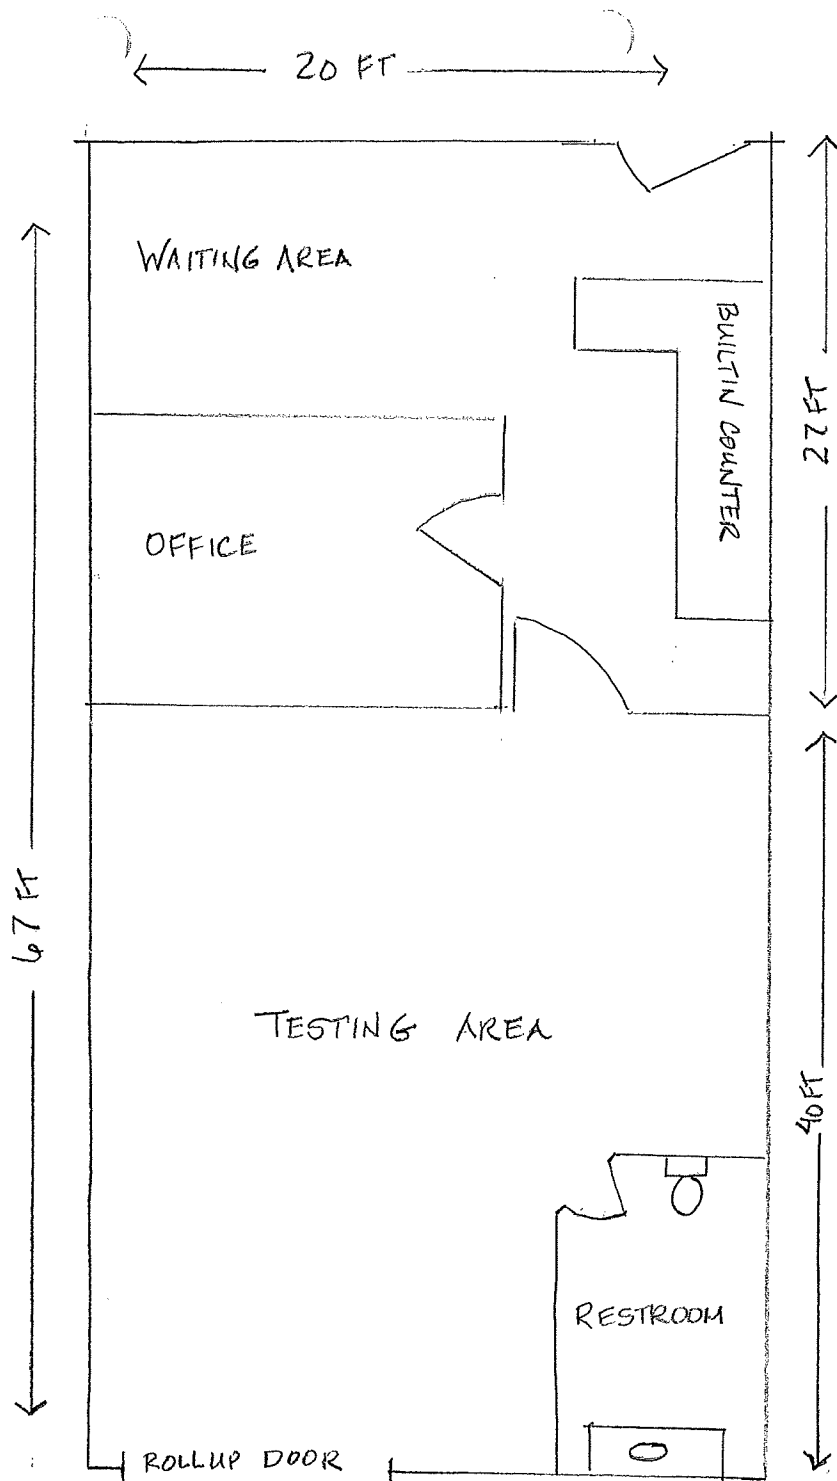 20 FT
WAITING AREA
BUILTIN COUNTER
27 FT
OFFICE
67 FT
TESTING AREA
40 FT
RESTROOM
ROLLUP DOOR